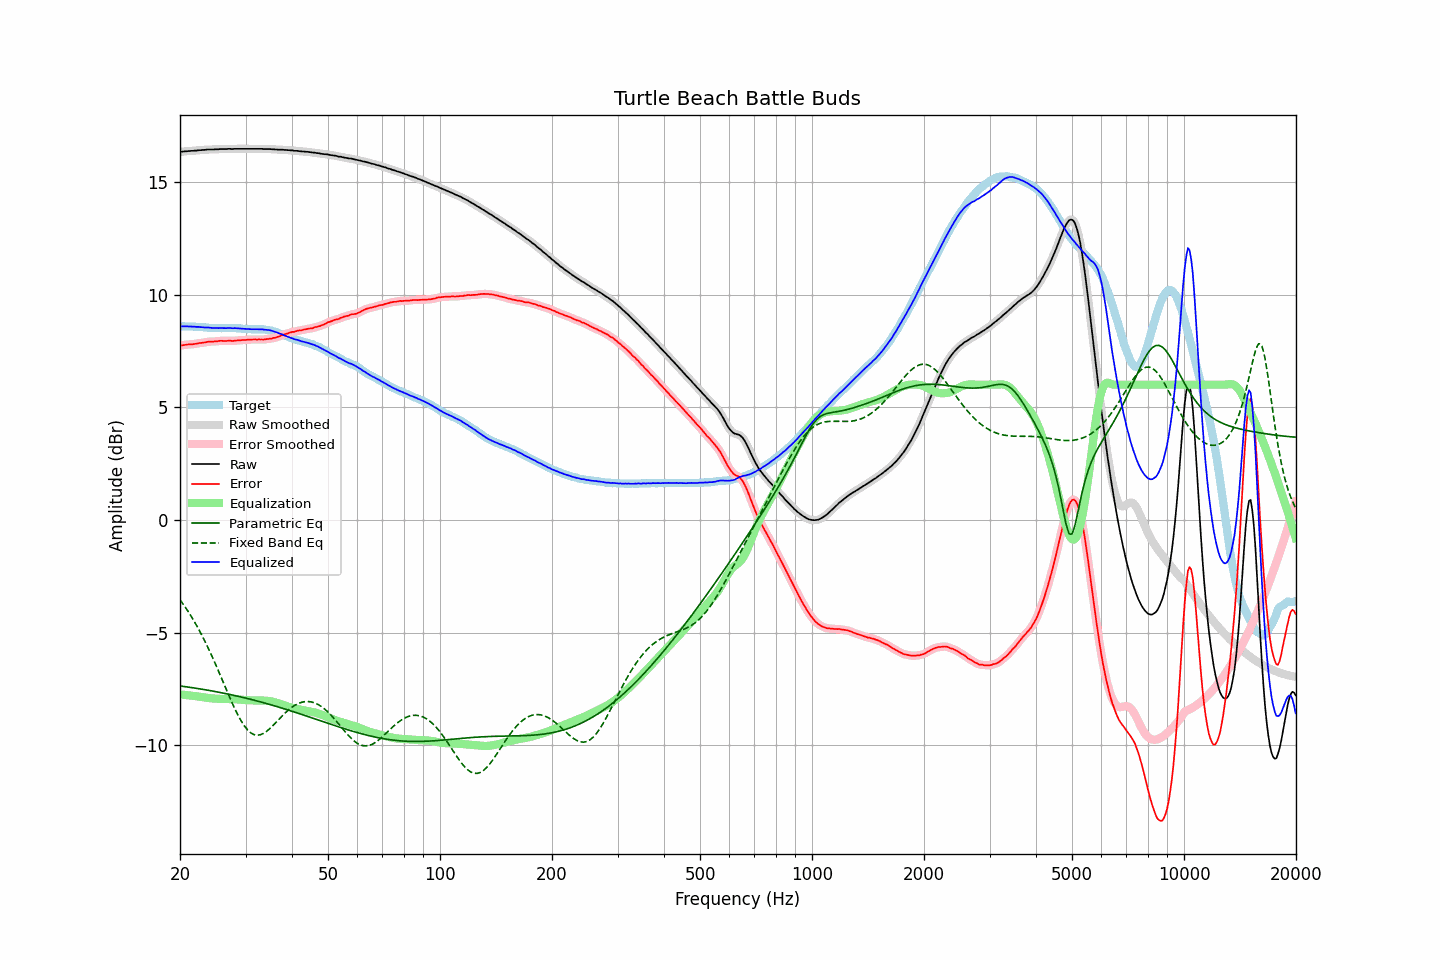 Turtle Beach Battle Buds
Amplitude (dBr)
15
10
5
0
−5
−10
Target
Raw Smoothed
Error Smoothed
Raw
Error
Equalization
Parametric Eq
Fixed Band Eq
Equalized
20
50
100
200
500
1000
2000
5000
10000
20000
Frequency (Hz)